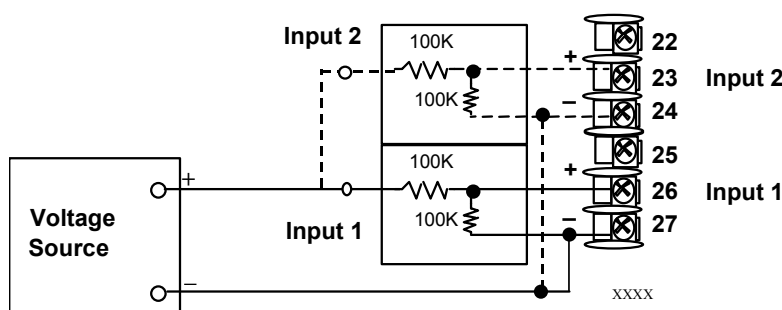 22
Input 2
100K
+
23
Input 2
100K
–
24
25
100K
+
+
26
Input 1
Voltage
Source
100K
–
27
Input 1
–
XXXX